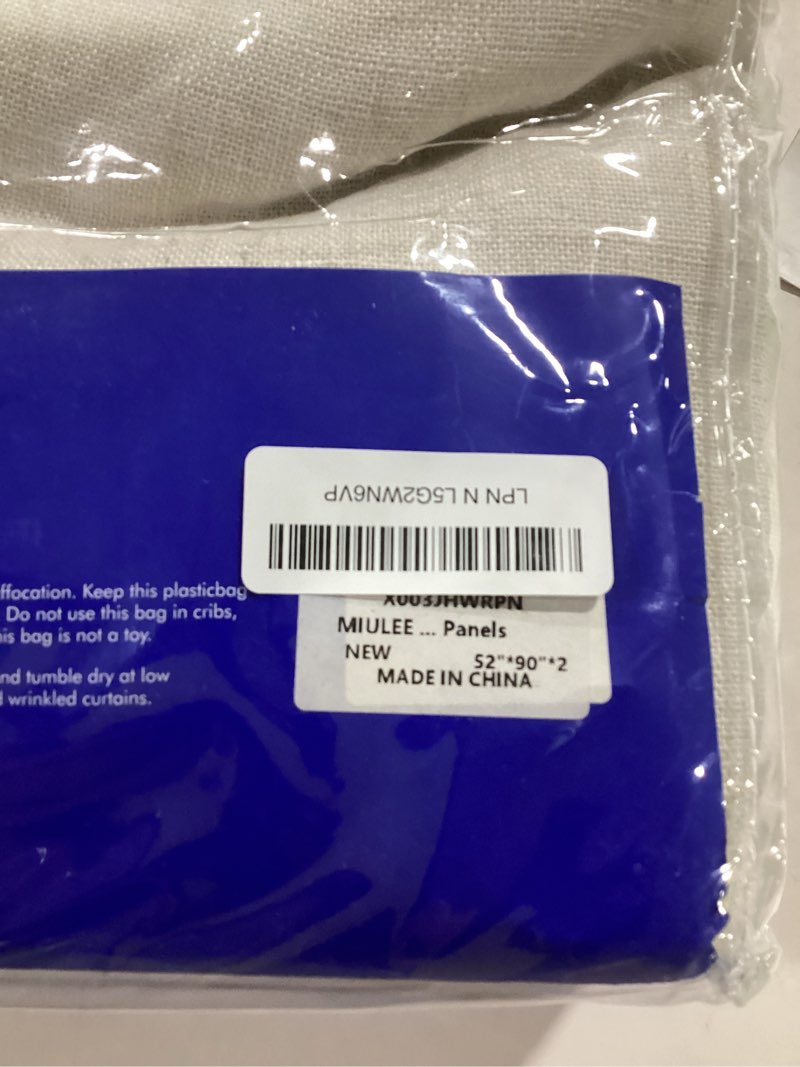 LPN N L5G2WN6VP
X003JHWRPN
MIULEE ... Panels
NEW 52"*90"*2
MADE IN CHINA
ffocation. Keep this plasticbag
Do not use this bag in cribs,
is bag is not a toy.
nd tumble dry at low
wrinkled curtains.